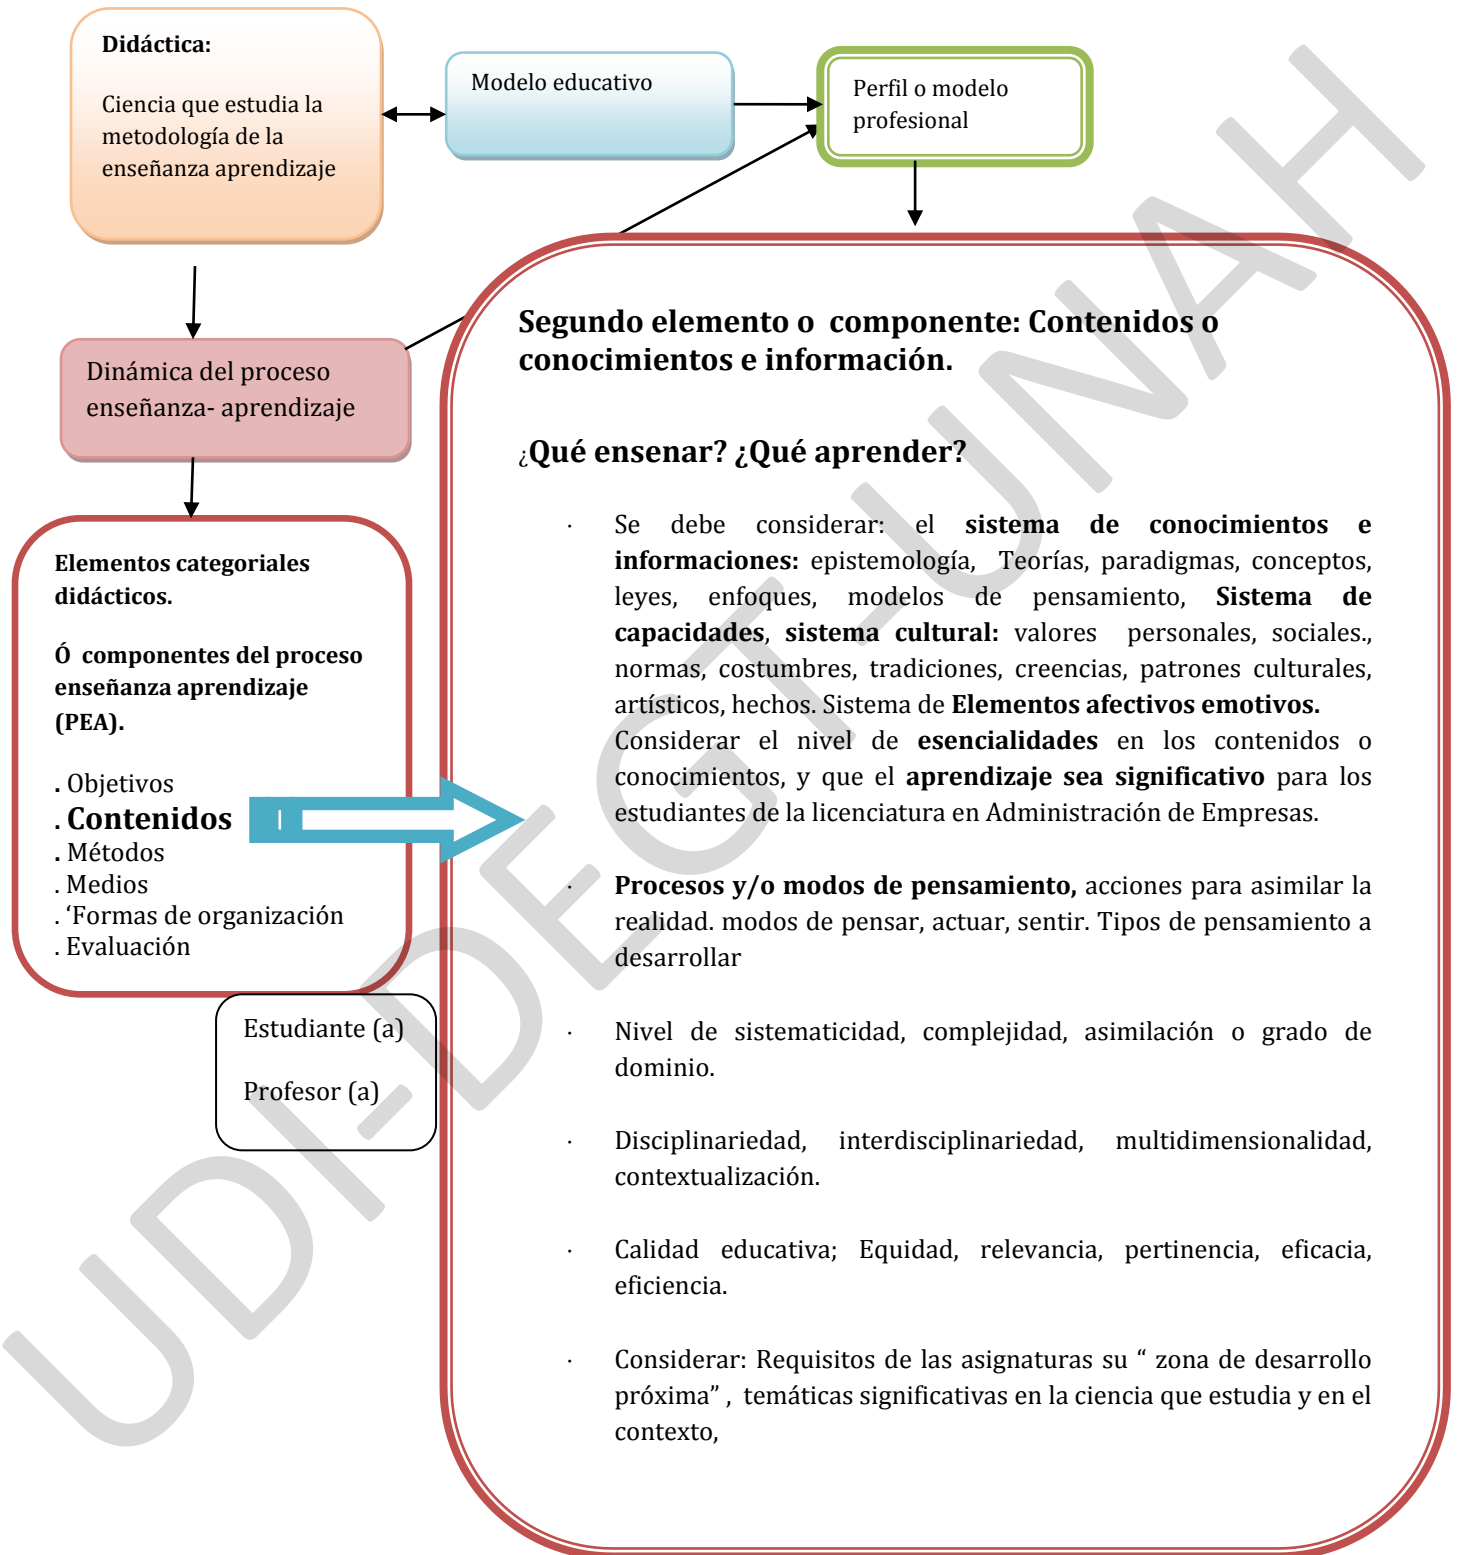 Didáctica:
Ciencia que estudia la
metodología de la
enseñanza aprendizaje
Modelo educativo
Perfil o modelo
profesional
Dinámica del proceso
enseñanza- aprendizaje
Elementos categoriales
didácticos.
Ó componentes del proceso
enseñanza aprendizaje
(PEA).
. Objetivos
. Contenidos
. Métodos
. Medios
. ‘Formas de organización
. Evaluación
Estudiante (a)
Profesor (a)
Segundo elemento o componente: Contenidos o
conocimientos e información.
¿Qué ensenar? ¿Qué aprender?
· Se debe considerar: el sistema de conocimientos e
informaciones: epistemología, Teorías, paradigmas, conceptos,
leyes, enfoques, modelos de pensamiento, Sistema de
capacidades, sistema cultural: valores personales, sociales.,
normas, costumbres, tradiciones, creencias, patrones culturales,
artísticos, hechos. Sistema de Elementos afectivos emotivos.
Considerar el nivel de esencialidades en los contenidos o
conocimientos, y que el aprendizaje sea significativo para los
estudiantes de la licenciatura en Administración de Empresas.
· Procesos y/o modos de pensamiento, acciones para asimilar la
realidad. modos de pensar, actuar, sentir. Tipos de pensamiento a
desarrollar
· Nivel de sistematicidad, complejidad, asimilación o grado de
dominio.
· Disciplinariedad, interdisciplinariedad, multidimensionalidad,
contextualización.
· Calidad educativa; Equidad, relevancia, pertinencia, eficacia,
eficiencia.
· Considerar: Requisitos de las asignaturas su “ zona de desarrollo
próxima” , temáticas significativas en la ciencia que estudia y en el
contexto,
UDI-DEGT-UNAH